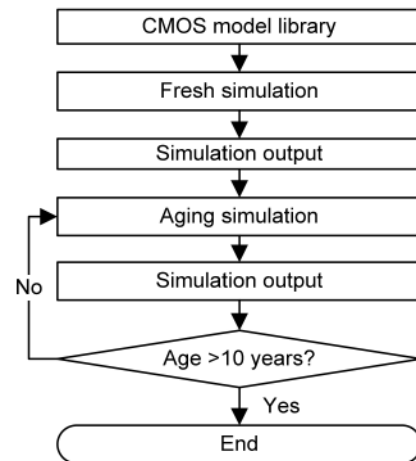 CMOS model library
Fresh simulation
Simulation output
Aging simulation
Simulation output
No
Age >10 years?
Yes
End